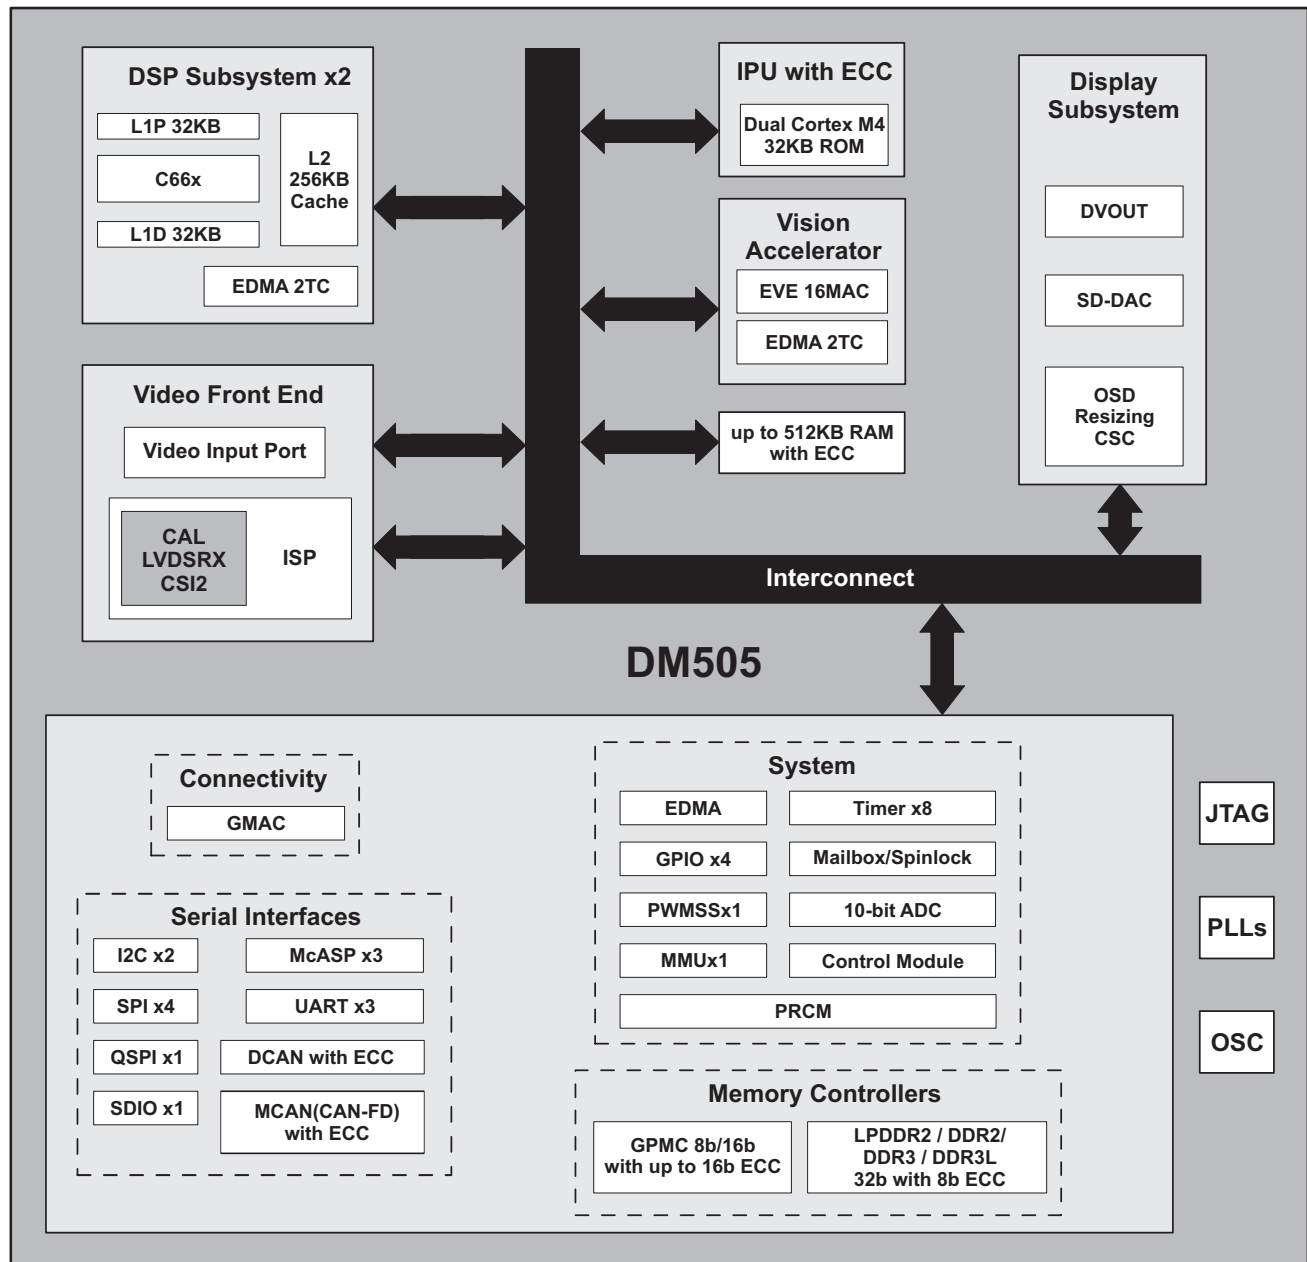 DSP Subsystem x2
L1P 32KB
C66x
L1D 32KB
L2
256KB
Cache
EDMA 2TC
Video Front End
Video Input Port
CAL
LVDSRX
CSI2
ISP
IPU with ECC
Dual Cortex M4
32KB ROM
Vision
Accelerator
EVE 16MAC
EDMA 2TC
up to 512KB RAM
with ECC
Display
Subsystem
DVOUT
SD-DAC
OSD
Resizing
CSC
Interconnect
DM505
Connectivity
GMAC
Serial Interfaces
I2C x2
McASP x3
SPI x4
UART x3
QSPI x1
DCAN with ECC
SDIO x1
MCAN(CAN-FD)
with ECC
System
EDMA
Timer x8
GPIO x4
Mailbox/Spinlock
PWMSSx1
10-bit ADC
MMUx1
Control Module
PRCM
Memory Controllers
GPMC 8b/16b
with up to 16b ECC
LPDDR2 / DDR2/
DDR3 / DDR3L
32b with 8b ECC
JTAG
PLLs
OSC